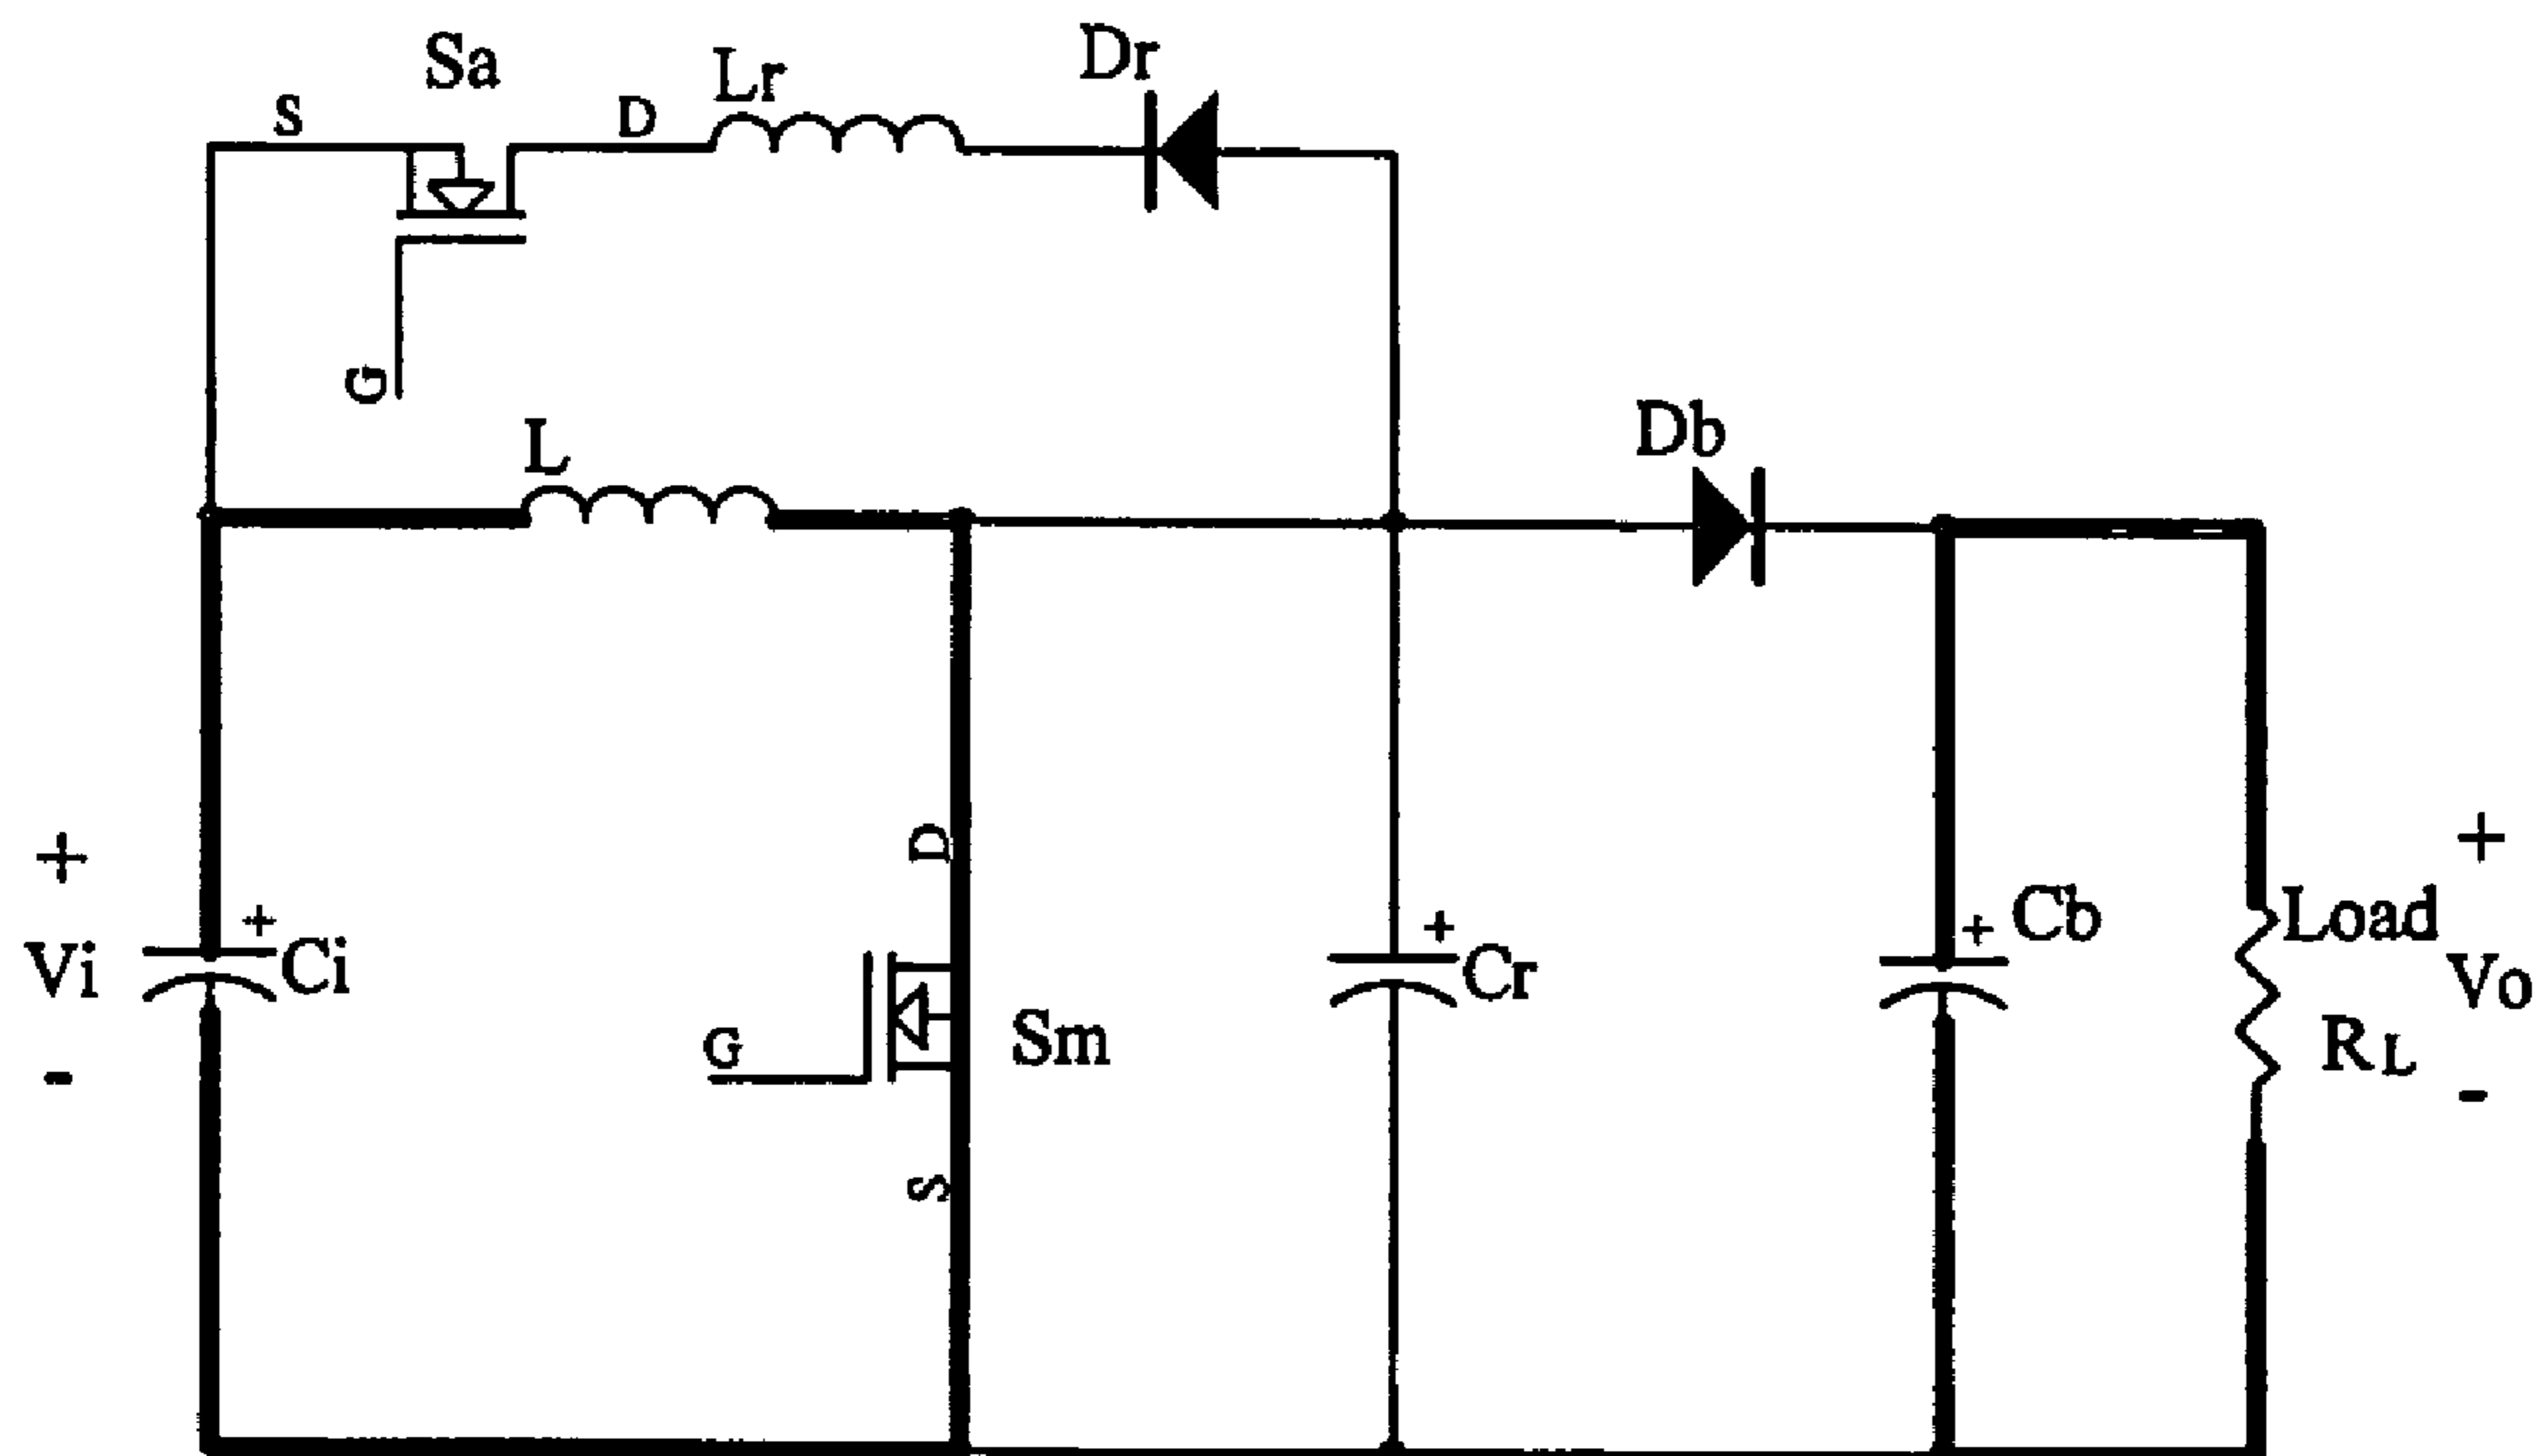 Sa
Lr
Dr
S
D
G
L
Db
+
Vi
-
+
Ci
D
G
Sm
S
+
Cr
+
Cb
Load
RL
+
Vo
-